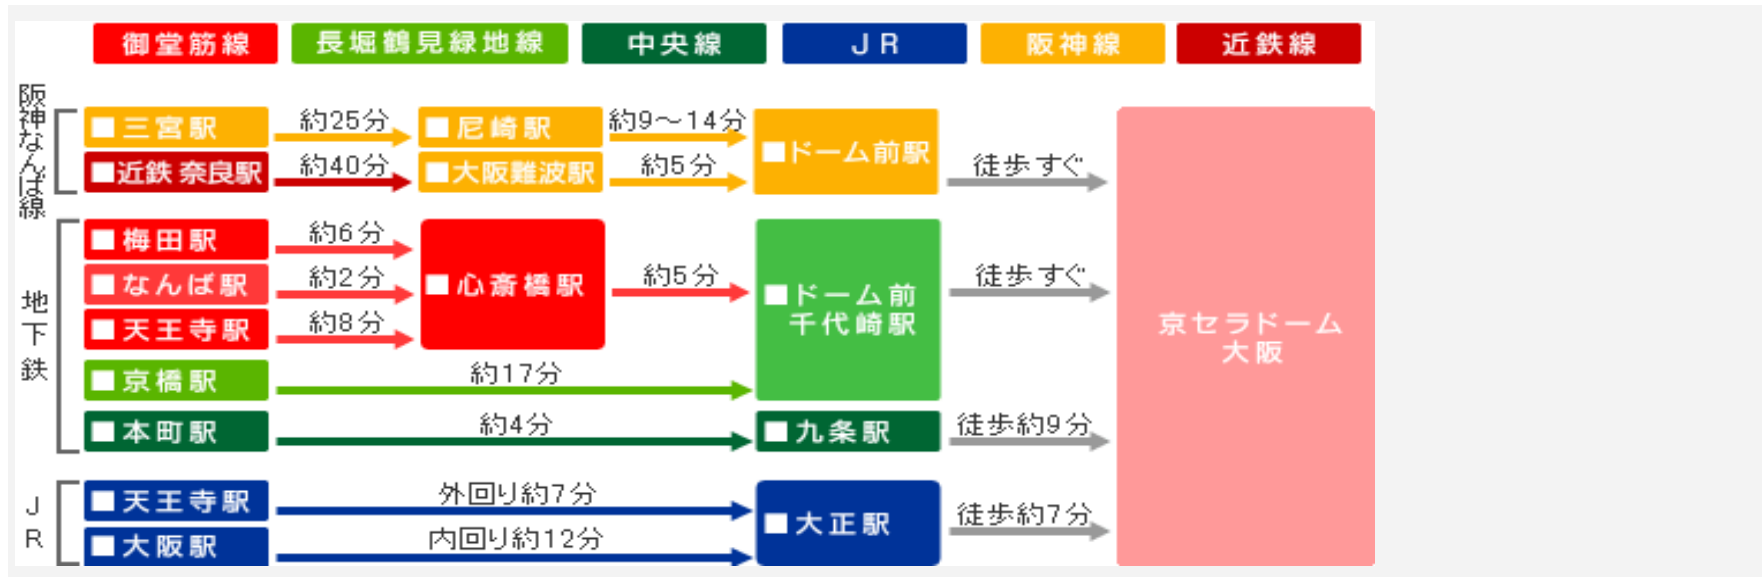 御堂筋線
長堀鶴見緑地線
中央線
JR
阪神線
近鉄線
阪神なんば線
■三宮駅
約25分
■尼崎駅
約9～14分
■近鉄 奈良駅
約40分
■大阪難波駅
約5分
■ドーム前駅
徒歩 すぐ
地下鉄
■梅田駅
約6分
■なんば駅
約2分
■天王寺駅
約8分
■心斎橋駅
約5分
■京橋駅
約17分
■ドーム前
千代崎駅
徒歩 すぐ
■本町駅
約4分
■九条駅
徒歩約9分
JR
■天王寺駅
外回り約7分
■大阪駅
内回り約12分
■大正駅
徒歩約7分
京セラドーム
大阪